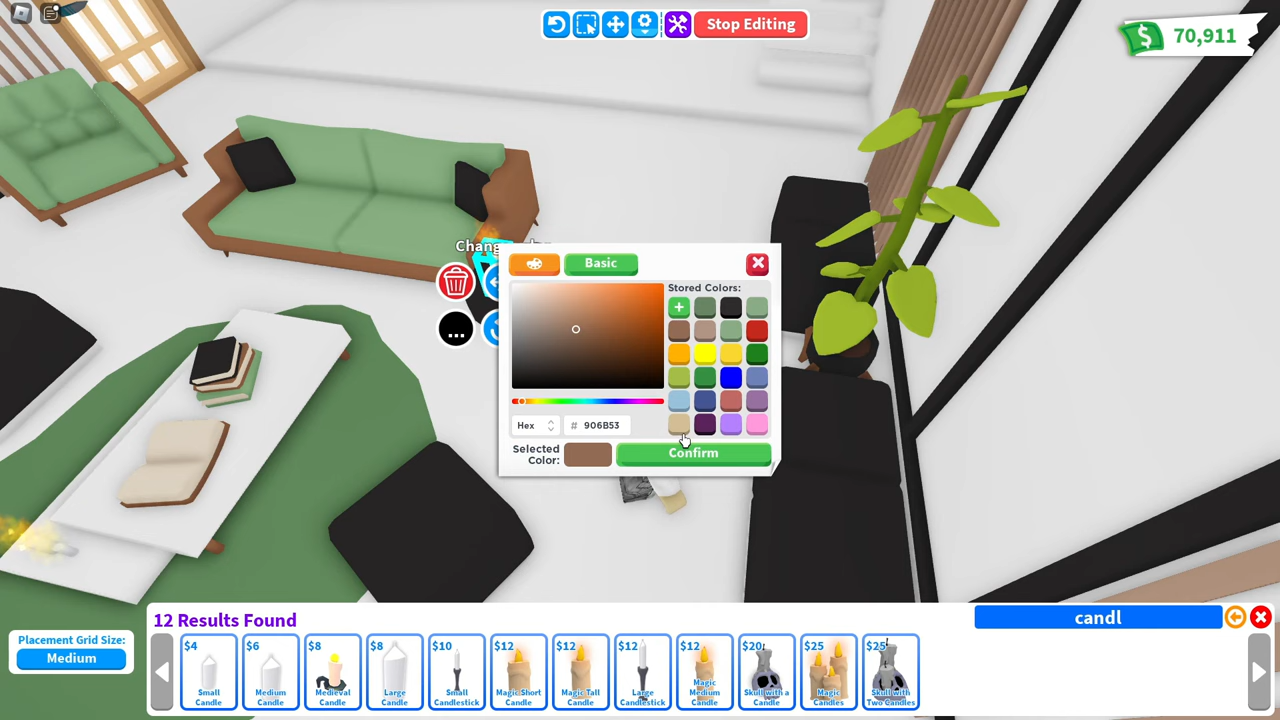 Stop Editing
70,911
Chang
Basic
Stored Colors:
Hex
# 906B53
Selected
Color:
Confirm
12 Results Found
candl
Placement Grid Size:
Medium
$4
Small
Candle
$6
Medium
Candle
$8
Medieval
Candle
$8
Large
Candle
$10
Small
Candlestick
$12
Magic Short
Candle
$12
Magic Tall
Candle
$12
Large
Candlestick
$12
Magic
Medium
Candle
$20
Skull with a
Candle
$25
Magic
Candles
$25
Skull with
Two Candles